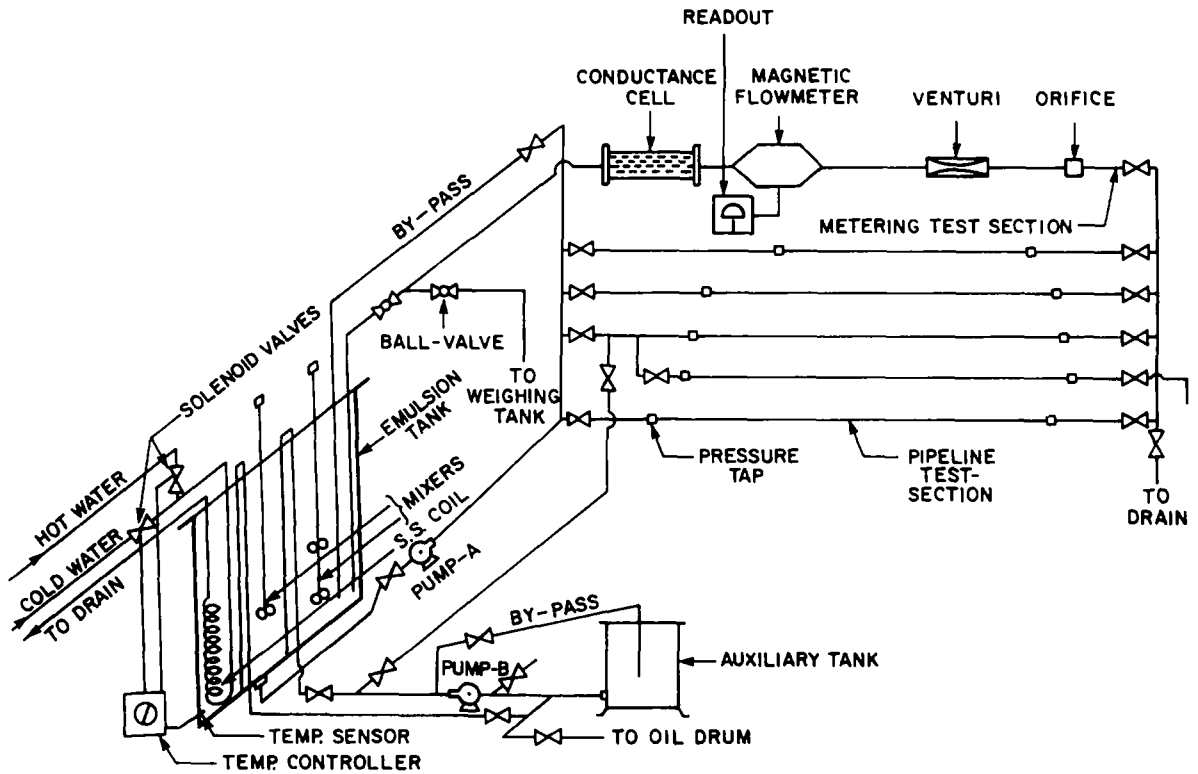 READOUT
CONDUCTANCE
CELL
MAGNETIC
FLOWMETER
VENTURI
ORIFICE
BY-PASS
METERING TEST SECTION
SOLENOID VALVES
BALL-VALVE
TO
WEIGHING
TANK
EMULSION
TANK
PRESSURE
TAP
PIPELINE
TEST-
SECTION
TO
DRAIN
HOT WATER
COLD WATER
TO DRAIN
MIXERS
S.S. COIL
PUMP-A
BY-PASS
PUMP-B
AUXILIARY TANK
TO OIL DRUM
TEMP. SENSOR
TEMP. CONTROLLER